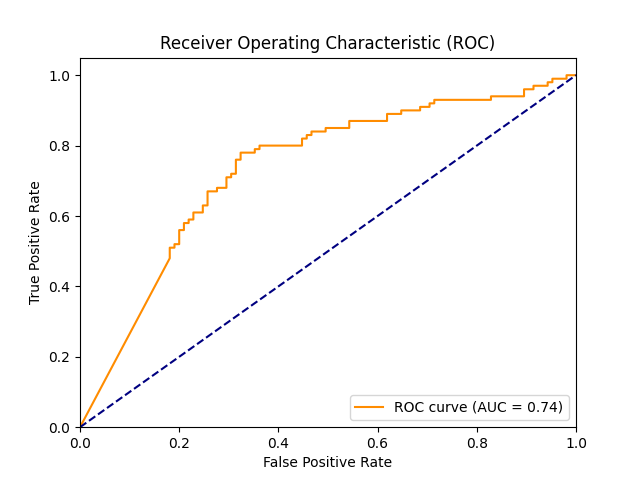 Receiver Operating Characteristic (ROC)
1.0
0.8
0.6
0.4
0.2
0.0
True Positive Rate
ROC curve (AUC = 0.74)
0.0 0.2 0.4 0.6 0.8 1.0
False Positive Rate